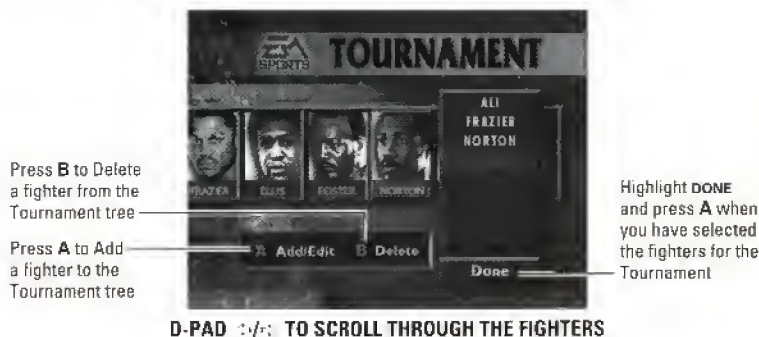 EA
SPORTS
TOURNAMENT
ALI
FRAZIER
NORTON
FRAZIER
ELLIS
FOSTER
NORTON
Press B to Delete
a fighter from the
Tournament tree
Press A to Add
a fighter to the
Tournament tree
A Add/Edit B Delete
Done
Highlight DONE
and press A when
you have selected
the fighters for the
Tournament
D-PAD TO SCROLL THROUGH THE FIGHTERS